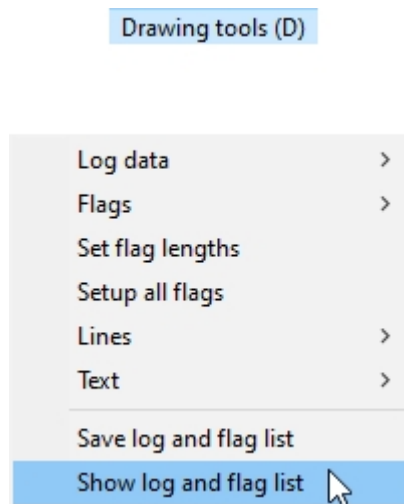 Drawing tools (D)
Log data
Flags
Set flag lengths
Setup all flags
Lines
Text
Save log and flag list
Show log and flag list